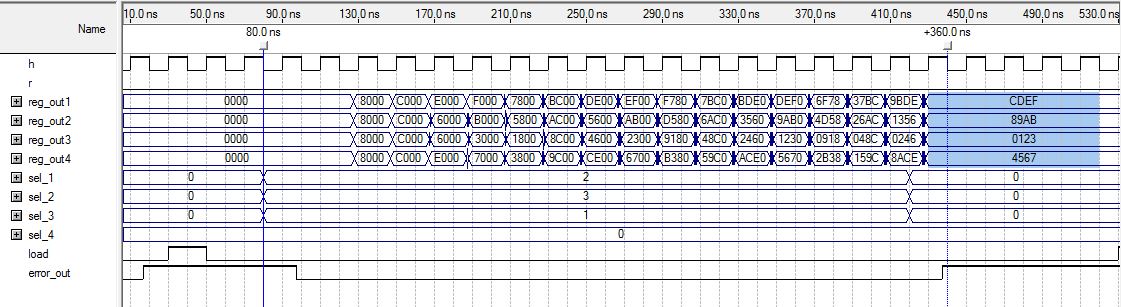 10.0 ns 50.0 ns 90.0 ns 130.0 ns 170.0 ns 210.0 ns 250.0 ns 290.0 ns 330.0 ns 370.0 ns 410.0 ns 450.0 ns 490.0 ns 530.0 ns
Name 80.0 ns +360.0 ns
h
r
reg_out1 0000 8000 C000 E000 F000 7800 BC00 DE00 EF00 F780 7BC0 BDE0 DEF0 6F78 37BC 9BDE CDEF
reg_out2 0000 8000 C000 6000 B000 5800 AC00 5600 AB00 D580 6AC0 3560 9AB0 4D58 26AC 1356 89AB
reg_out3 0000 8000 C000 6000 3000 1800 8C00 4600 2300 9180 48C0 2460 1230 0918 048C 0246 0123
reg_out4 0000 8000 C000 E000 7000 3800 9C00 CE00 6700 B380 59C0 ACE0 5670 2B38 159C 8ACE 4567
sel_1 0 2 0
sel_2 0 3 0
sel_3 0 1 0
sel_4 0
load
error_out